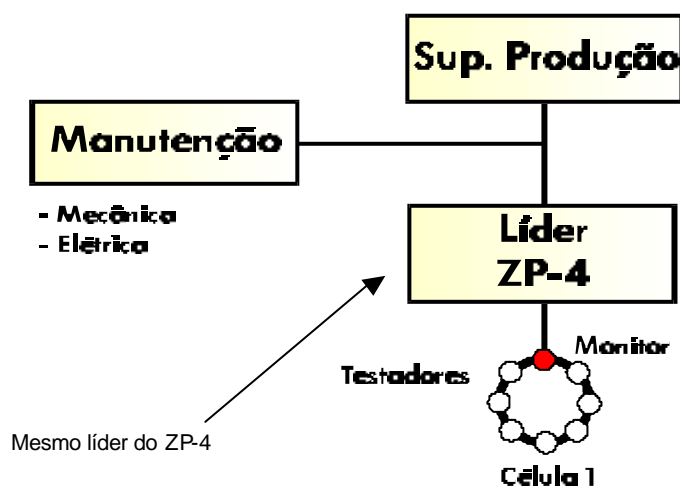 Sup. Produção
Manutenção
- Mecânica
- Elétrica
Líder
ZP-4
Monitor
Testadores
Mesmo líder do ZP-4
Célula 1